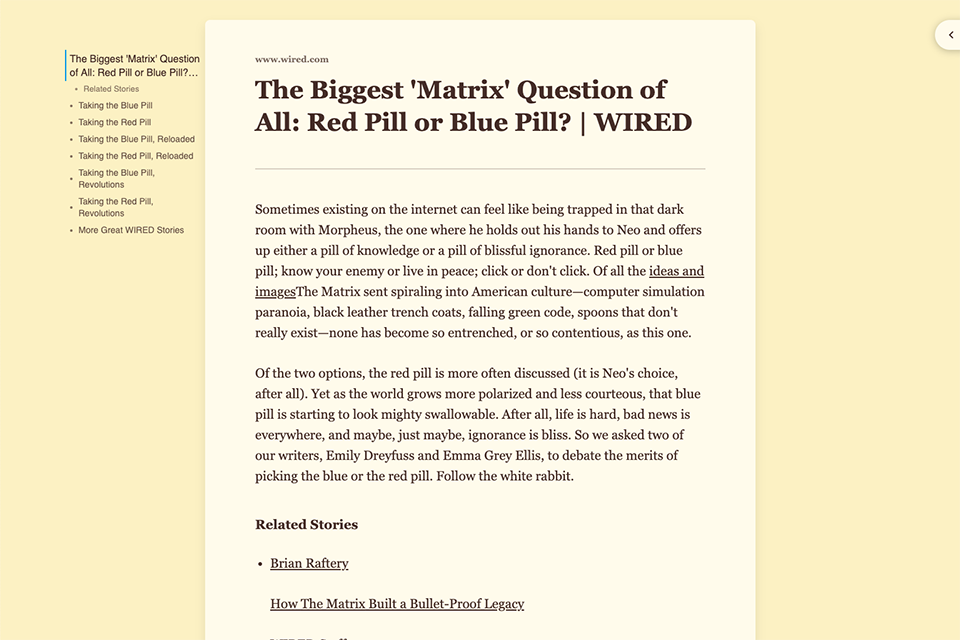 The Biggest 'Matrix' Question
of All: Red Pill or Blue Pill?...
• Related Stories
• Taking the Blue Pill
• Taking the Red Pill
• Taking the Blue Pill, Reloaded
• Taking the Red Pill, Reloaded
• Taking the Blue Pill,
Revolutions
• Taking the Red Pill,
Revolutions
• More Great WIRED Stories
www.wired.com
The Biggest 'Matrix' Question of
All: Red Pill or Blue Pill? | WIRED
Sometimes existing on the internet can feel like being trapped in that dark
room with Morpheus, the one where he holds out his hands to Neo and offers
up either a pill of knowledge or a pill of blissful ignorance. Red pill or blue
pill; know your enemy or live in peace; click or don't click. Of all the ideas and
imagesThe Matrix sent spiraling into American culture—computer simulation
paranoia, black leather trench coats, falling green code, spoons that don't
really exist—none has become so entrenched, or so contentious, as this one.
Of the two options, the red pill is more often discussed (it is Neo's choice,
after all). Yet as the world grows more polarized and less courteous, that blue
pill is starting to look mighty swallowable. After all, life is hard, bad news is
everywhere, and maybe, just maybe, ignorance is bliss. So we asked two of
our writers, Emily Dreyfuss and Emma Grey Ellis, to debate the merits of
picking the blue or the red pill. Follow the white rabbit.
Related Stories
• Brian Raftery
How The Matrix Built a Bullet-Proof Legacy